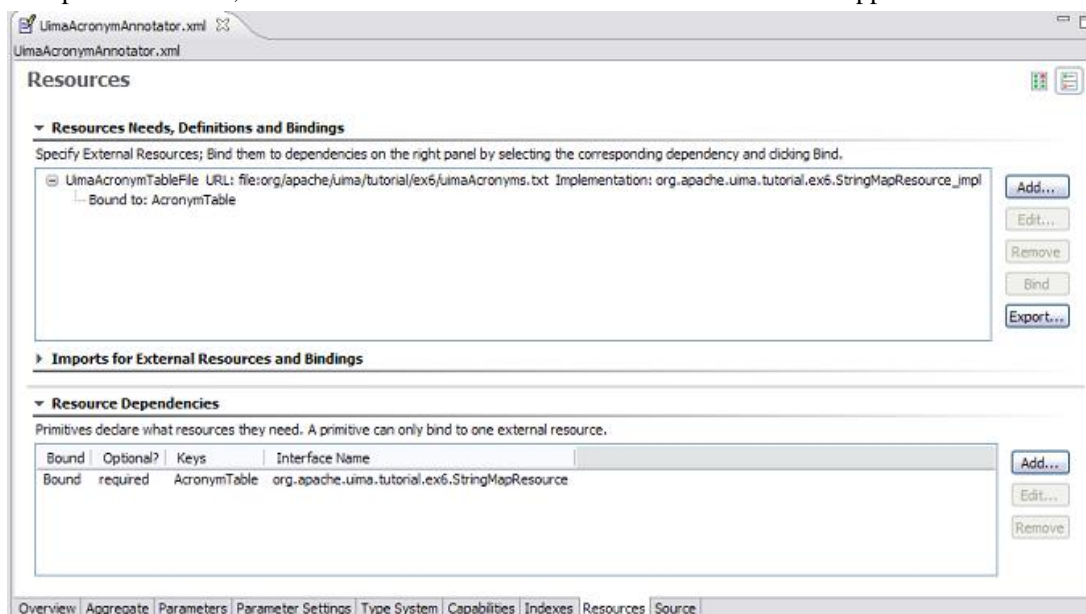 UimaAcronymAnnotator.xml
UimaAcronymAnnotator.xml
Resources
Resources Needs, Definitions and Bindings
Specify External Resources; Bind them to dependencies on the right panel by selecting the corresponding dependency and clicking Bind.
UimaAcronymTableFile URL: file:org/apache/uima/tutorial/ex6/uimaAcronyms.txt Implementation: org.apache.uima.tutorial.ex6.StringMapResource_impl
Bound to: AcronymTable
Add...
Edit...
Remove
Bind
Export...
Imports for External Resources and Bindings
Resource Dependencies
Primitives declare what resources they need. A primitive can only bind to one external resource.
Bound Optional? Keys Interface Name
Bound required AcronymTable org.apache.uima.tutorial.ex6.StringMapResource
Add...
Edit...
Remove
Overview Aggregate Parameters Parameter Settings Type System Capabilities Indexes Resources Source